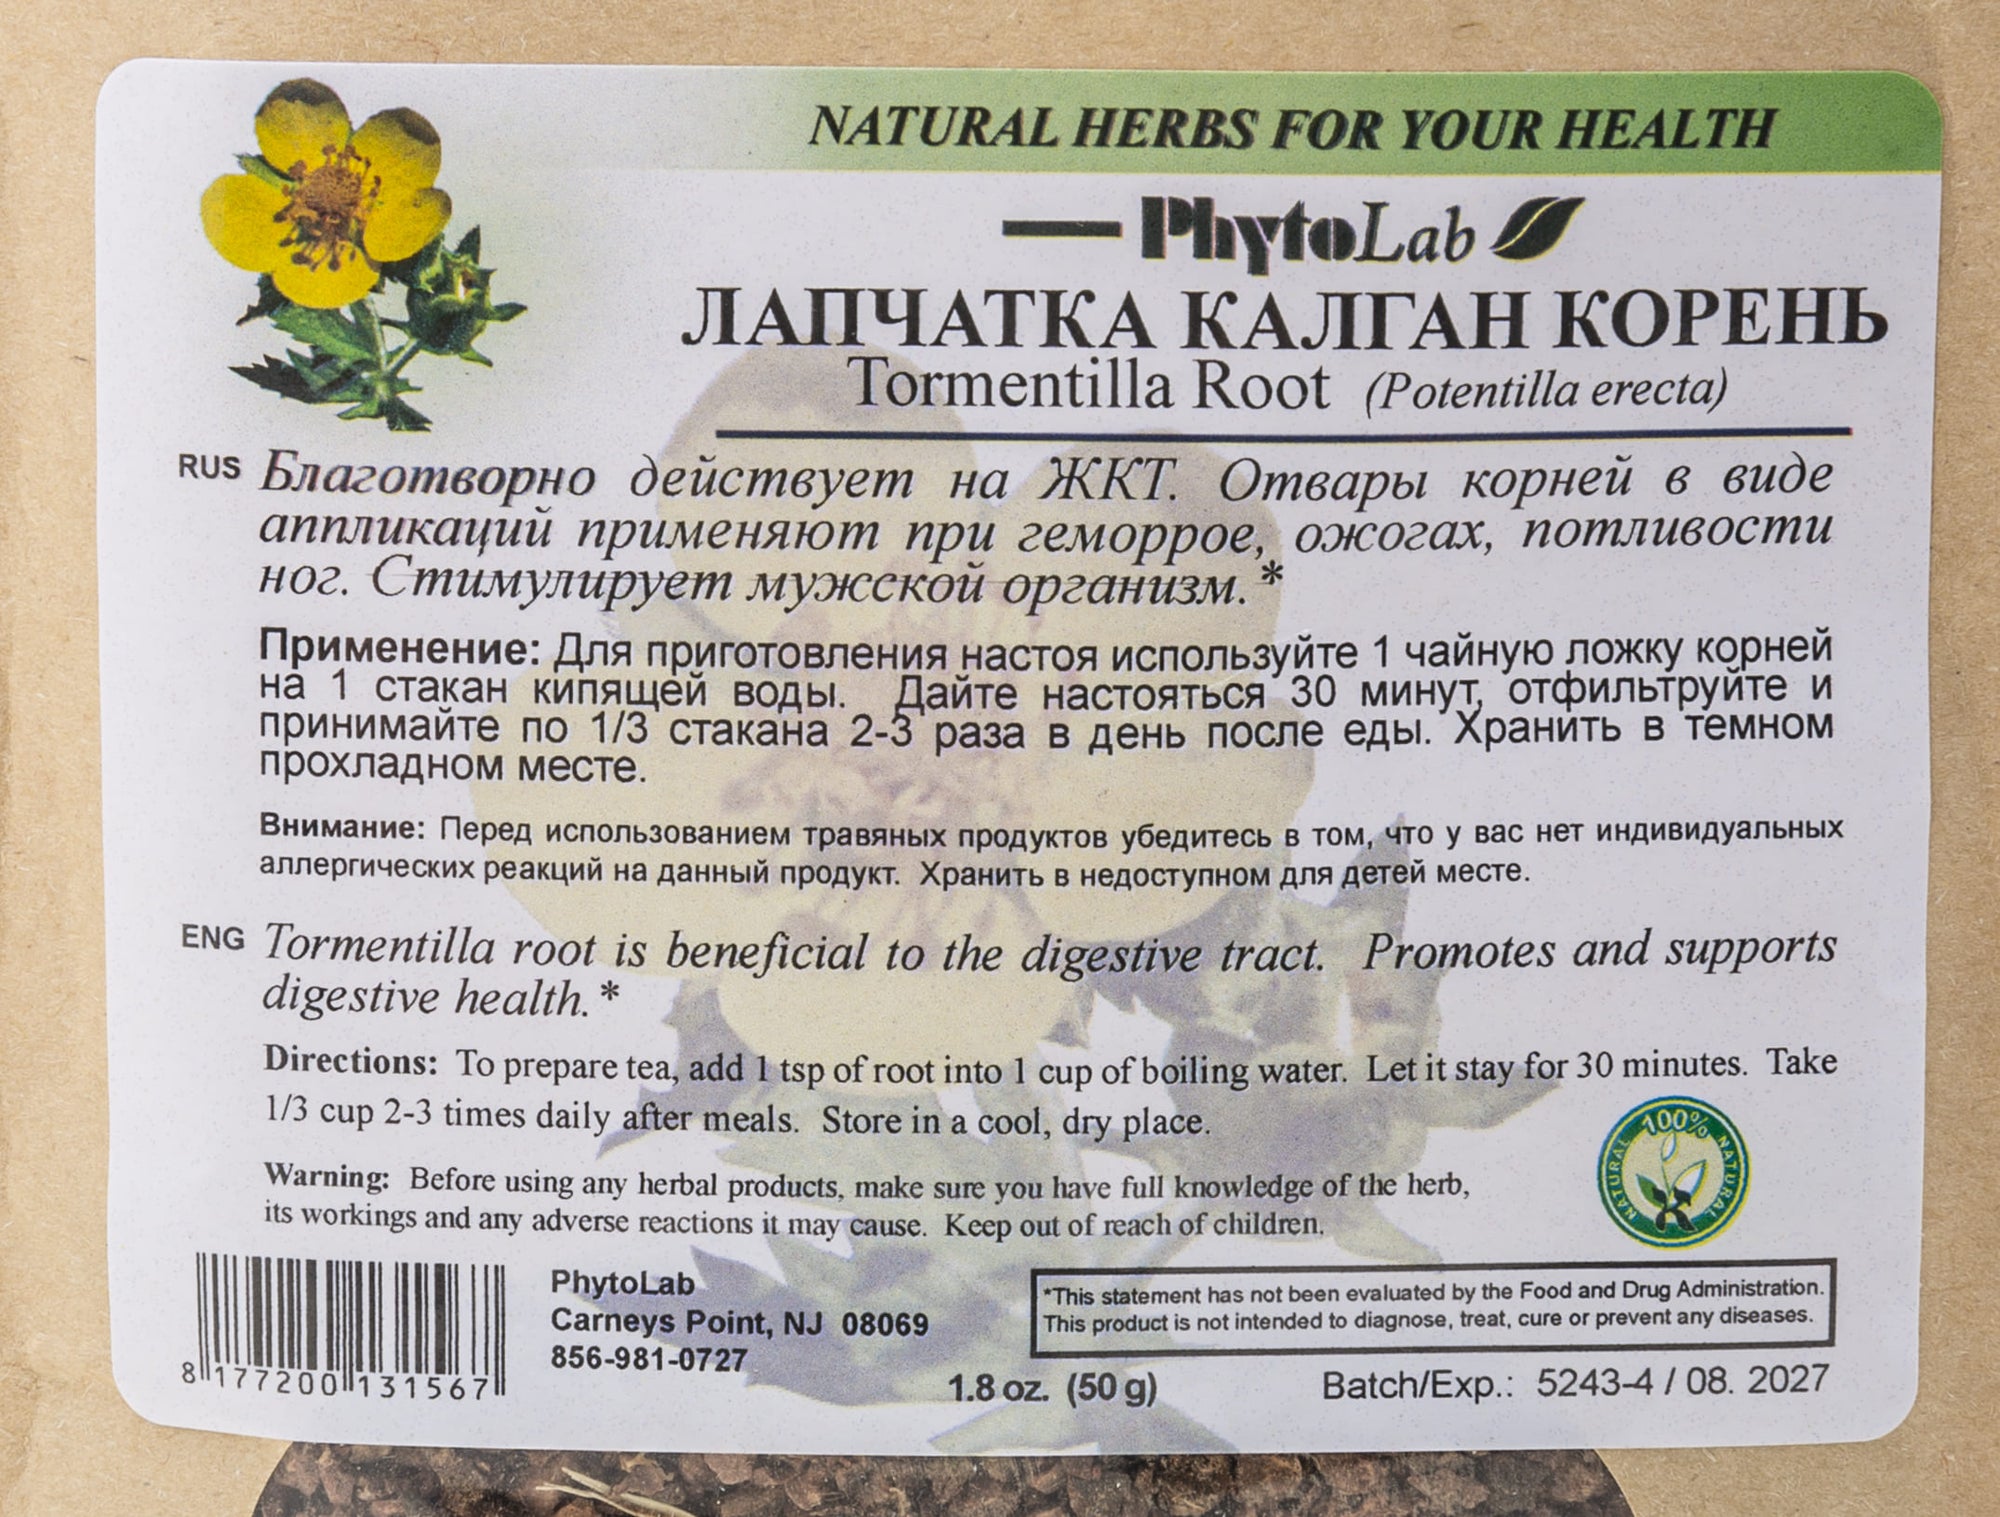 NATURAL HERBS FOR YOUR HEALTH
PhytoLab
ЛАПЧАТКА КАЛГАН КОРЕНЬ
Tormentilla Root (Potentilla erecta)
RUS Благотворно действует на ЖКТ. Отвары корней в виде
аппликаций применяют при геморрое, ожогах, потливости
ног. Стимулирует мужской организм.*
Применение: Для приготовления настоя используйте 1 чайную ложку корней
на 1 стакан кипящей воды. Дайте настояться 30 минут, отфильтруйте и
принимайте по 1/3 стакана 2-3 раза в день после еды. Хранить в темном
прохладном месте.
Внимание: Перед использованием травяных продуктов убедитесь в том, что у вас нет индивидуальных
аллергических реакций на данный продукт. Хранить в недоступном для детей месте.
ENG Tormentilla root is beneficial to the digestive tract. Promotes and supports
digestive health.*
Directions: To prepare tea, add 1 tsp of root into 1 cup of boiling water. Let it stay for 30 minutes. Take
1/3 cup 2-3 times daily after meals. Store in a cool, dry place.
Warning: Before using any herbal products, make sure you have full knowledge of the herb,
its workings and any adverse reactions it may cause. Keep out of reach of children.
100%
NATURAL NATURAL
K
8 177200 131567
PhytoLab
Carneys Point, NJ 08069
856-981-0727
*This statement has not been evaluated by the Food and Drug Administration.
This product is not intended to diagnose, treat, cure or prevent any diseases.
1.8 oz. (50 g)
Batch/Exp.: 5243-4 / 08. 2027